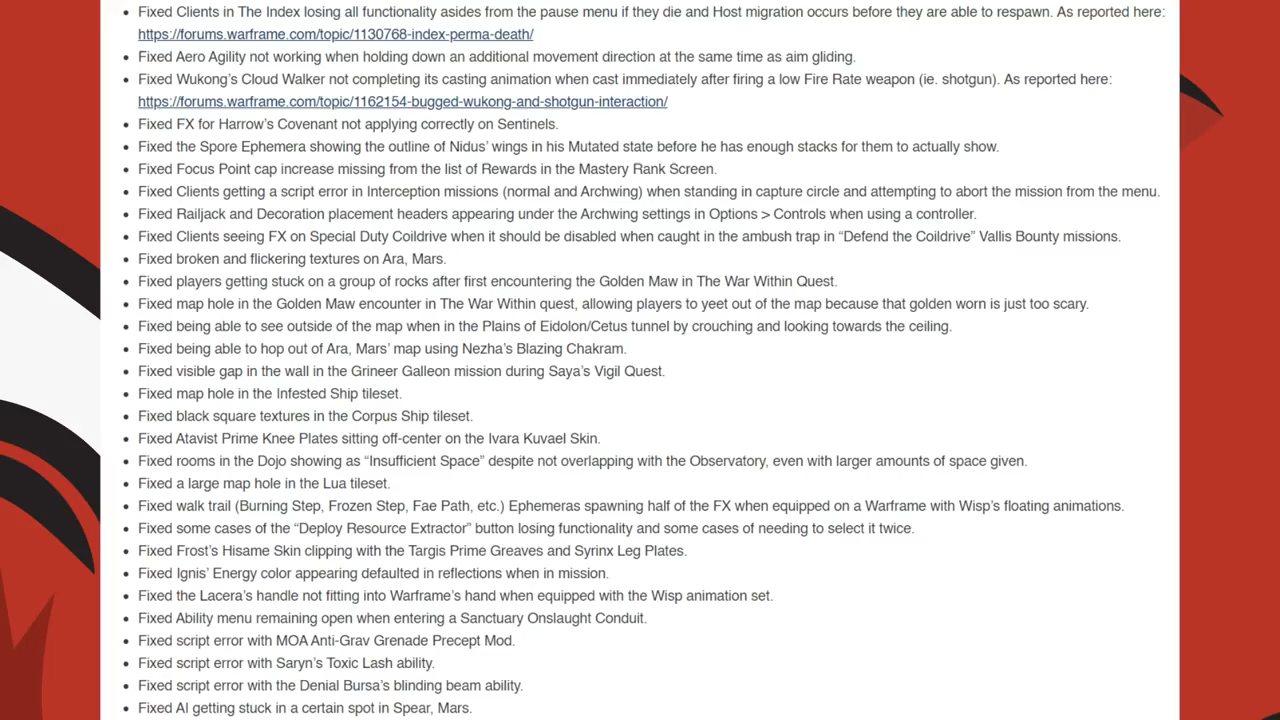 Fixed Clients in The Index losing all functionality asides from the pause menu if they die and Host migration occurs before they are able to respawn. As reported here:
https://forums.warframe.com/topic/1130768-index-perma-death/
Fixed Aero Agility not working when holding down an additional movement direction at the same time as aim gliding.
Fixed Wukong's Cloud Walker not completing its casting animation when cast immediately after firing a low Fire Rate weapon (ie. shotgun). As reported here:
https://forums.warframe.com/topic/1162154-bugged-wukong-and-shotgun-interaction/
Fixed FX for Harrow's Covenant not applying correctly on Sentinels.
Fixed the Spore Ephemera showing the outline of Nidus' wings in his Mutated state before he has enough stacks for them to actually show.
Fixed Focus Point cap increase missing from the list of Rewards in the Mastery Rank Screen.
Fixed Clients getting a script error in Interception missions (normal and Archwing) when standing in capture circle and attempting to abort the mission from the menu.
Fixed Railjack and Decoration placement headers appearing under the Archwing settings in Options > Controls when using a controller.
Fixed Clients seeing FX on Special Duty Coildrive when it should be disabled when caught in the ambush trap in “Defend the Coildrive” Vallis Bounty missions.
Fixed broken and flickering textures on Ara, Mars.
Fixed players getting stuck on a group of rocks after first encountering the Golden Maw in The War Within Quest.
Fixed map hole in the Golden Maw encounter in The War Within quest, allowing players to yeet out of the map because that golden worn is just too scary.
Fixed being able to see outside of the map when in the Plains of Eidolon/Cetus tunnel by crouching and looking towards the ceiling.
Fixed being able to hop out of Ara, Mars' map using Nezha's Blazing Chakram.
Fixed visible gap in the wall in the Grineer Galleon mission during Saya's Vigil Quest.
Fixed map hole in the Infested Ship tileset.
Fixed black square textures in the Corpus Ship tileset.
Fixed Atavist Prime Knee Plates sitting off-center on the Ivara Kuvael Skin.
Fixed rooms in the Dojo showing as “Insufficient Space” despite not overlapping with the Observatory, even with larger amounts of space given.
Fixed a large map hole in the Lua tileset.
Fixed walk trail (Burning Step, Frozen Step, Fae Path, etc.) Ephemeras spawning half of the FX when equipped on a Warframe with Wisp's floating animations.
Fixed some cases of the “Deploy Resource Extractor” button losing functionality and some cases of needing to select it twice.
Fixed Frost's Hisame Skin clipping with the Targis Prime Greaves and Syrinx Leg Plates.
Fixed Ignis' Energy color appearing defaulted in reflections when in mission.
Fixed the Lacera's handle not fitting into Warframe's hand when equipped with the Wisp animation set.
Fixed Ability menu remaining open when entering a Sanctuary Onslaught Conduit.
Fixed script error with MOA Anti-Grav Grenade Precept Mod.
Fixed script error with Saryn's Toxic Lash ability.
Fixed script error with the Denial Bursa's blinding beam ability.
Fixed AI getting stuck in a certain spot in Spear, Mars.